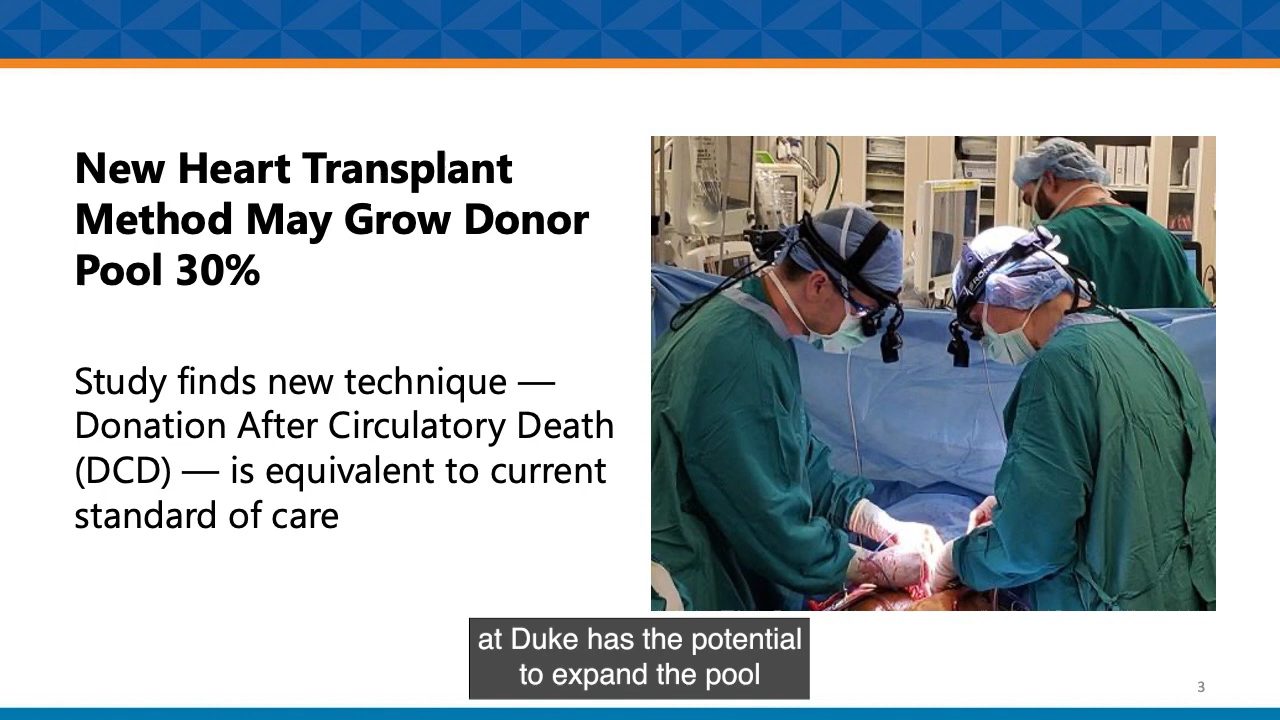 New Heart Transplant
Method May Grow Donor
Pool 30%
Study finds new technique —
Donation After Circulatory Death
(DCD) — is equivalent to current
standard of care
at Duke has the potential
to expand the pool
3